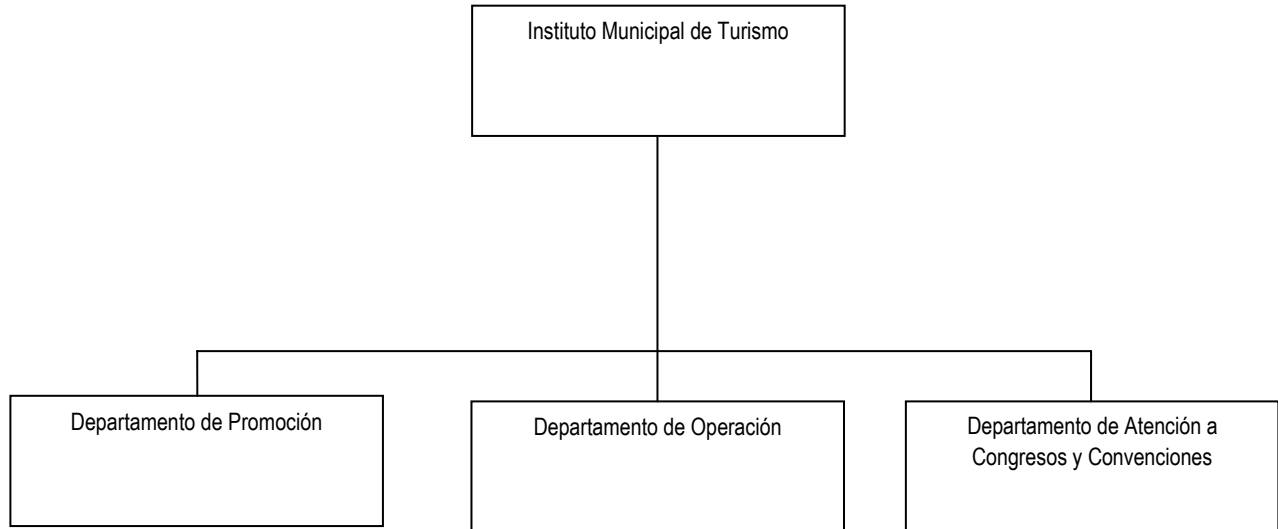 Instituto Municipal de Turismo
Departamento de Promoción
Departamento de Operación
Departamento de Atención a
Congresos y Convenciones